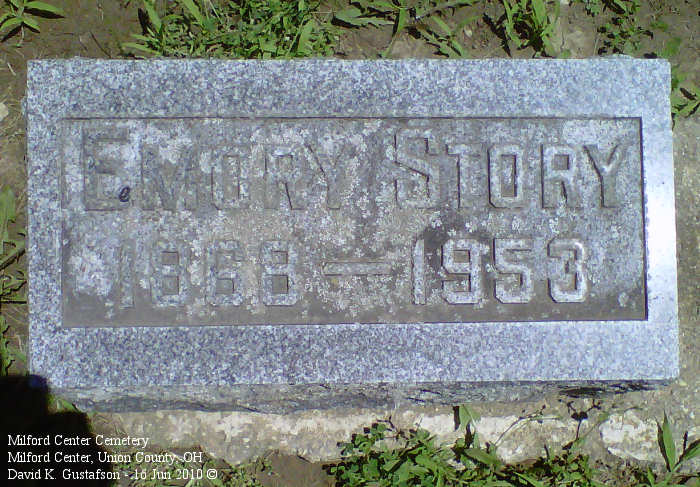 EMORY STORY
1868 — 1953
Milford Center Cemetery
Milford Center, Union County, OH
David K. Gustafson - 16 Jun 2010 ©